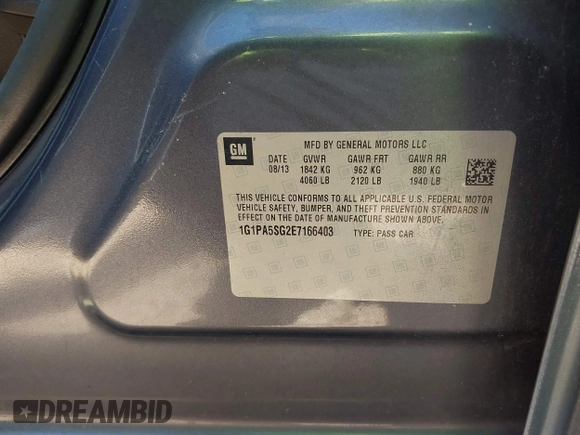 GM
MFD BY GENERAL MOTORS LLC
DATE GVWR GAWR FRT GAWR RR
08/13 1842 KG 962 KG 880 KG
4060 LB 2120 LB 1940 LB
THIS VEHICLE CONFORMS TO ALL APPLICABLE U.S. FEDERAL MOTOR
VEHICLE SAFETY, BUMPER, AND THEFT PREVENTION STANDARDS IN
EFFECT ON THE DATE OF MANUFACTURE SHOWN ABOVE.
1G1PA5SG2E7166403 TYPE: PASS CAR
DREAMBID